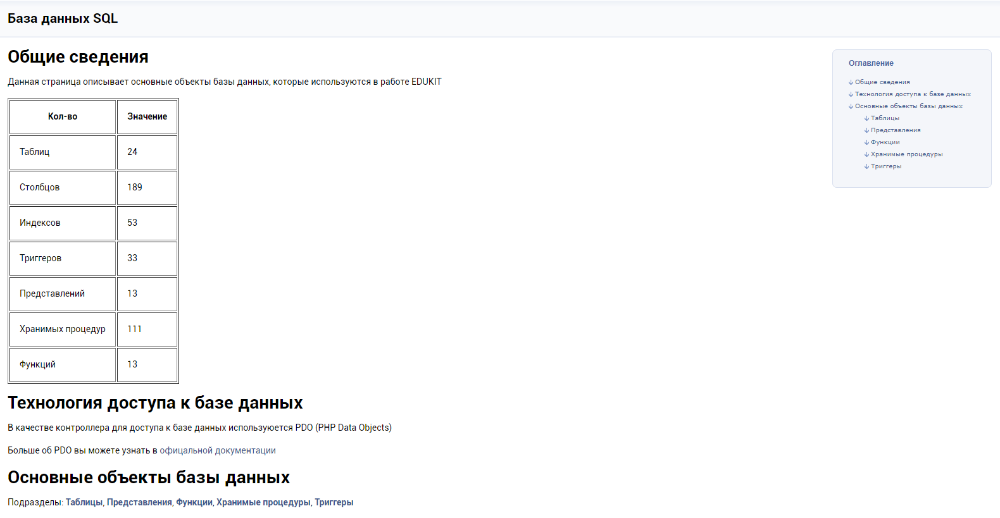 База данных SQL
Общие сведения
Данная страница описывает основные объекты базы данных, которые используются в работе EDUKIT
Кол-во Значение
Таблиц 24
Столбцов 189
Индексов 53
Триггеров 33
Представлений 13
Хранимых процедур 111
Функций 13
Технология доступа к базе данных
В качестве контроллера для доступа к базе данных используюется PDO (PHP Data Objects)
Больше об PDO вы можете узнать в офицальной документации
Основные объекты базы данных
Подразделы: Таблицы, Представления, Функции, Хранимые процедуры, Триггеры
Оглавление
↓ Общие сведения
↓ Технология доступа к базе данных
↓ Основные объекты базы данных
↓ Таблицы
↓ Представления
↓ Функции
↓ Хранимые процедуры
↓ Триггеры